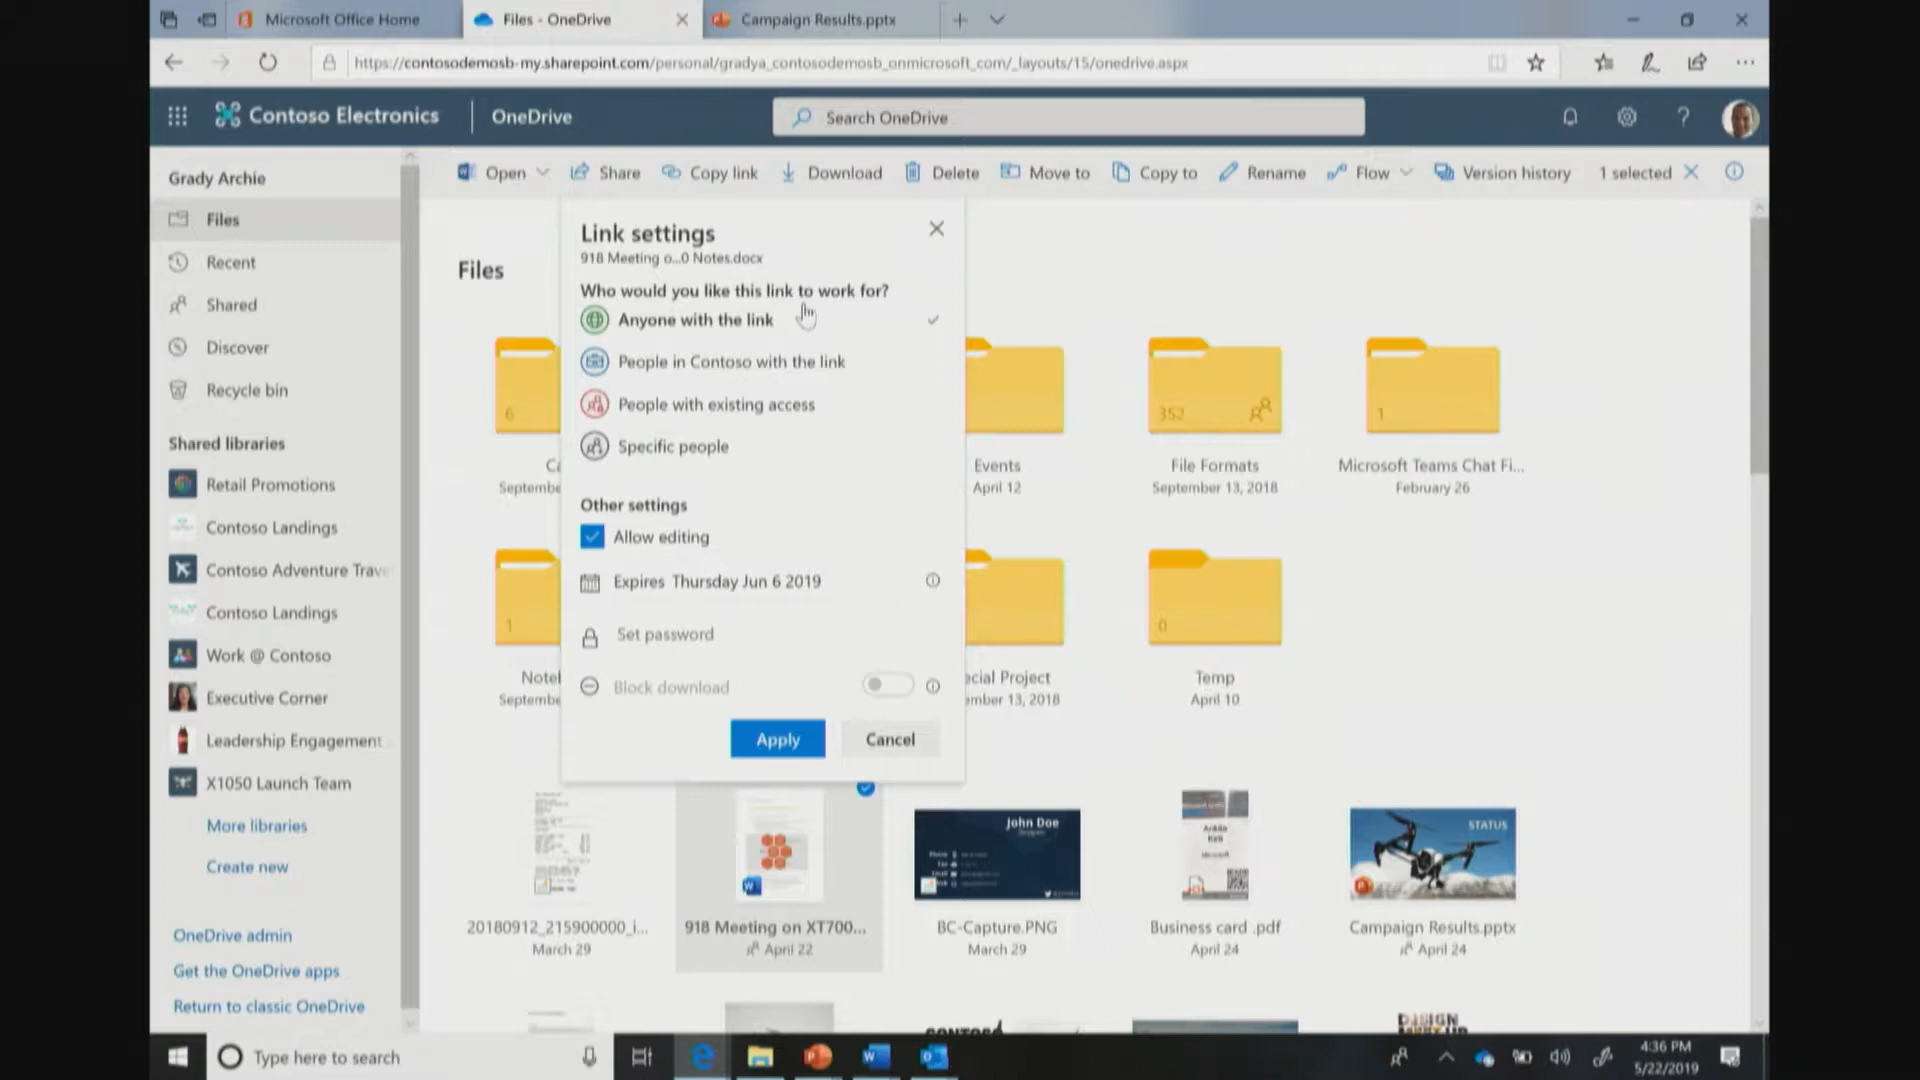 Microsoft Office Home
Files - OneDrive
Campaign Results.pptx
https://contosodemosb-my.sharepoint.com/personal/gradya_contosodemosb_onmicrosoft_com/_layouts/15/onedrive.aspx
Contoso Electronics
OneDrive
Search OneDrive
Grady Archie
Files
Recent
Shared
Discover
Recycle bin
Shared libraries
Retail Promotions
Contoso Landings
Contoso Adventure Trave
Contoso Landings
Work @ Contoso
Executive Corner
Leadership Engagement
X1050 Launch Team
More libraries
Create new
OneDrive admin
Get the OneDrive apps
Return to classic OneDrive
Open
Share
Copy link
Download
Delete
Move to
Copy to
Rename
Flow
Version history
1 selected
Files
Link settings
918 Meeting o...0 Notes.docx
Who would you like this link to work for?
Anyone with the link
People in Contoso with the link
People with existing access
Specific people
Other settings
Allow editing
Expires Thursday Jun 6 2019
Set password
Block download
Apply
Cancel
6
352
1
Events
April 12
File Formats
September 13, 2018
Microsoft Teams Chat Fi...
February 26
1
0
Temp
April 10
John Doe
STATUS
20180912_215900000_i...
March 29
918 Meeting on XT700...
April 22
BC-Capture.PNG
March 29
Business card .pdf
April 24
Campaign Results.pptx
April 24
Type here to search
4:36 PM
5/22/2019